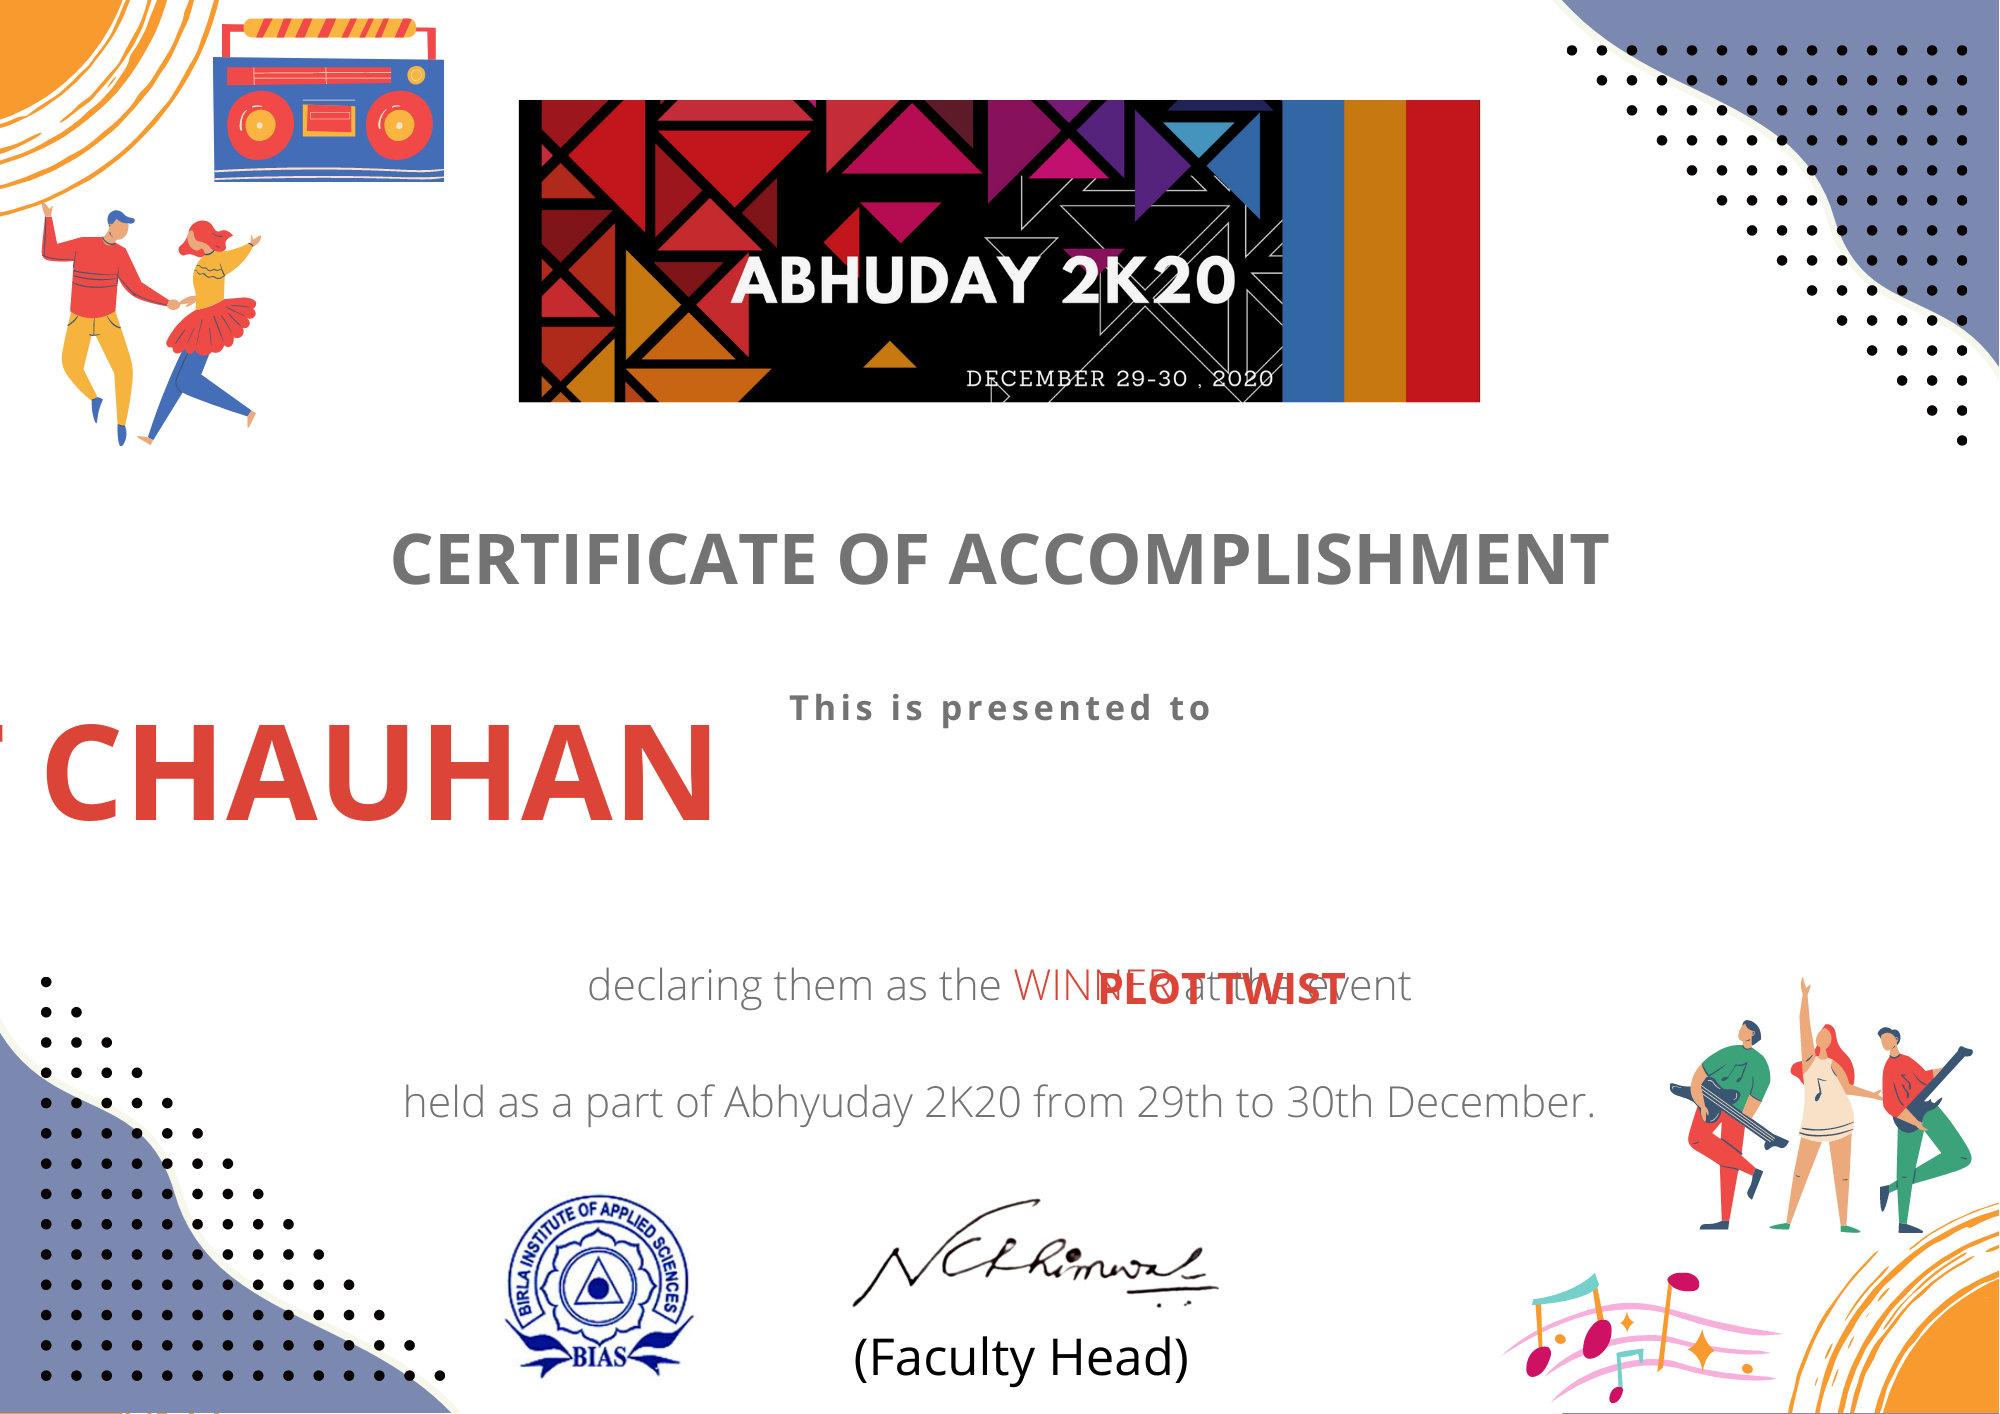 ABHUDAY 2K20
DECEMBER 29-30 , 2020
CERTIFICATE OF ACCOMPLISHMENT
This is presented to
CHAUHAN
declaring them as the WINNER at the event
PLOT TWIST
held as a part of Abhyuday 2K20 from 29th to 30th December.
BIRLA INSTITUTE OF APPLIED SCIENCES
BIAS
(Faculty Head)